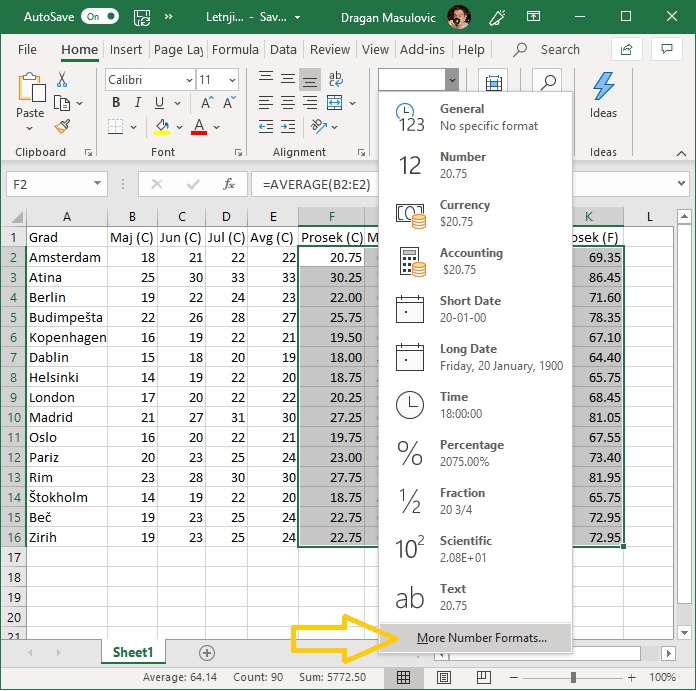 AutoSave On Letnji... - Sav... Dragan Masulovic
File Home Insert Page Lay Formula Data Review View Add-ins Help Search
Calibri 11
Paste B I U A A ab c Ideas
A
Clipboard Font Alignment Ideas
F2 fx =AVERAGE(B2:E2)
A B C D E F K L
1 Grad Maj (C) Jun (C) Jul (C) Avg (C) Prosek (C) M osek (F)
2 Amsterdam 18 21 22 22 20.75 69.35
3 Atina 25 30 33 33 30.25 86.45
4 Berlin 19 22 24 23 22.00 71.60
5 Budimpešta 22 26 28 27 25.75 78.35
6 Kopenhagen 16 19 22 21 19.50 67.10
7 Dablin 15 18 20 19 18.00 64.40
8 Helsinki 14 19 22 20 18.75 65.75
9 London 17 20 22 22 20.25 68.45
10 Madrid 21 27 31 30 27.25 81.05
11 Oslo 16 20 22 21 19.75 67.55
12 Pariz 20 23 25 24 23.00 73.40
13 Rim 23 28 30 30 27.75 81.95
14 Štokholm 14 19 22 20 18.75 65.75
15 Beč 19 23 25 24 22.75 72.95
16 Zirih 19 23 25 24 22.75 72.95
17
18
19
20
21
123 General
No specific format
12 Number
20.75
Currency
$20.75
Accounting
$20.75
Short Date
20-01-00
Long Date
Friday, 20 January, 1900
Time
18:00:00
% Percentage
2075.00%
1/2 Fraction
20 3/4
10² Scientific
2.08E+01
ab Text
20.75
More Number Formats...
Sheet1
Average: 64.14 Count: 90 Sum: 5772.50 100%